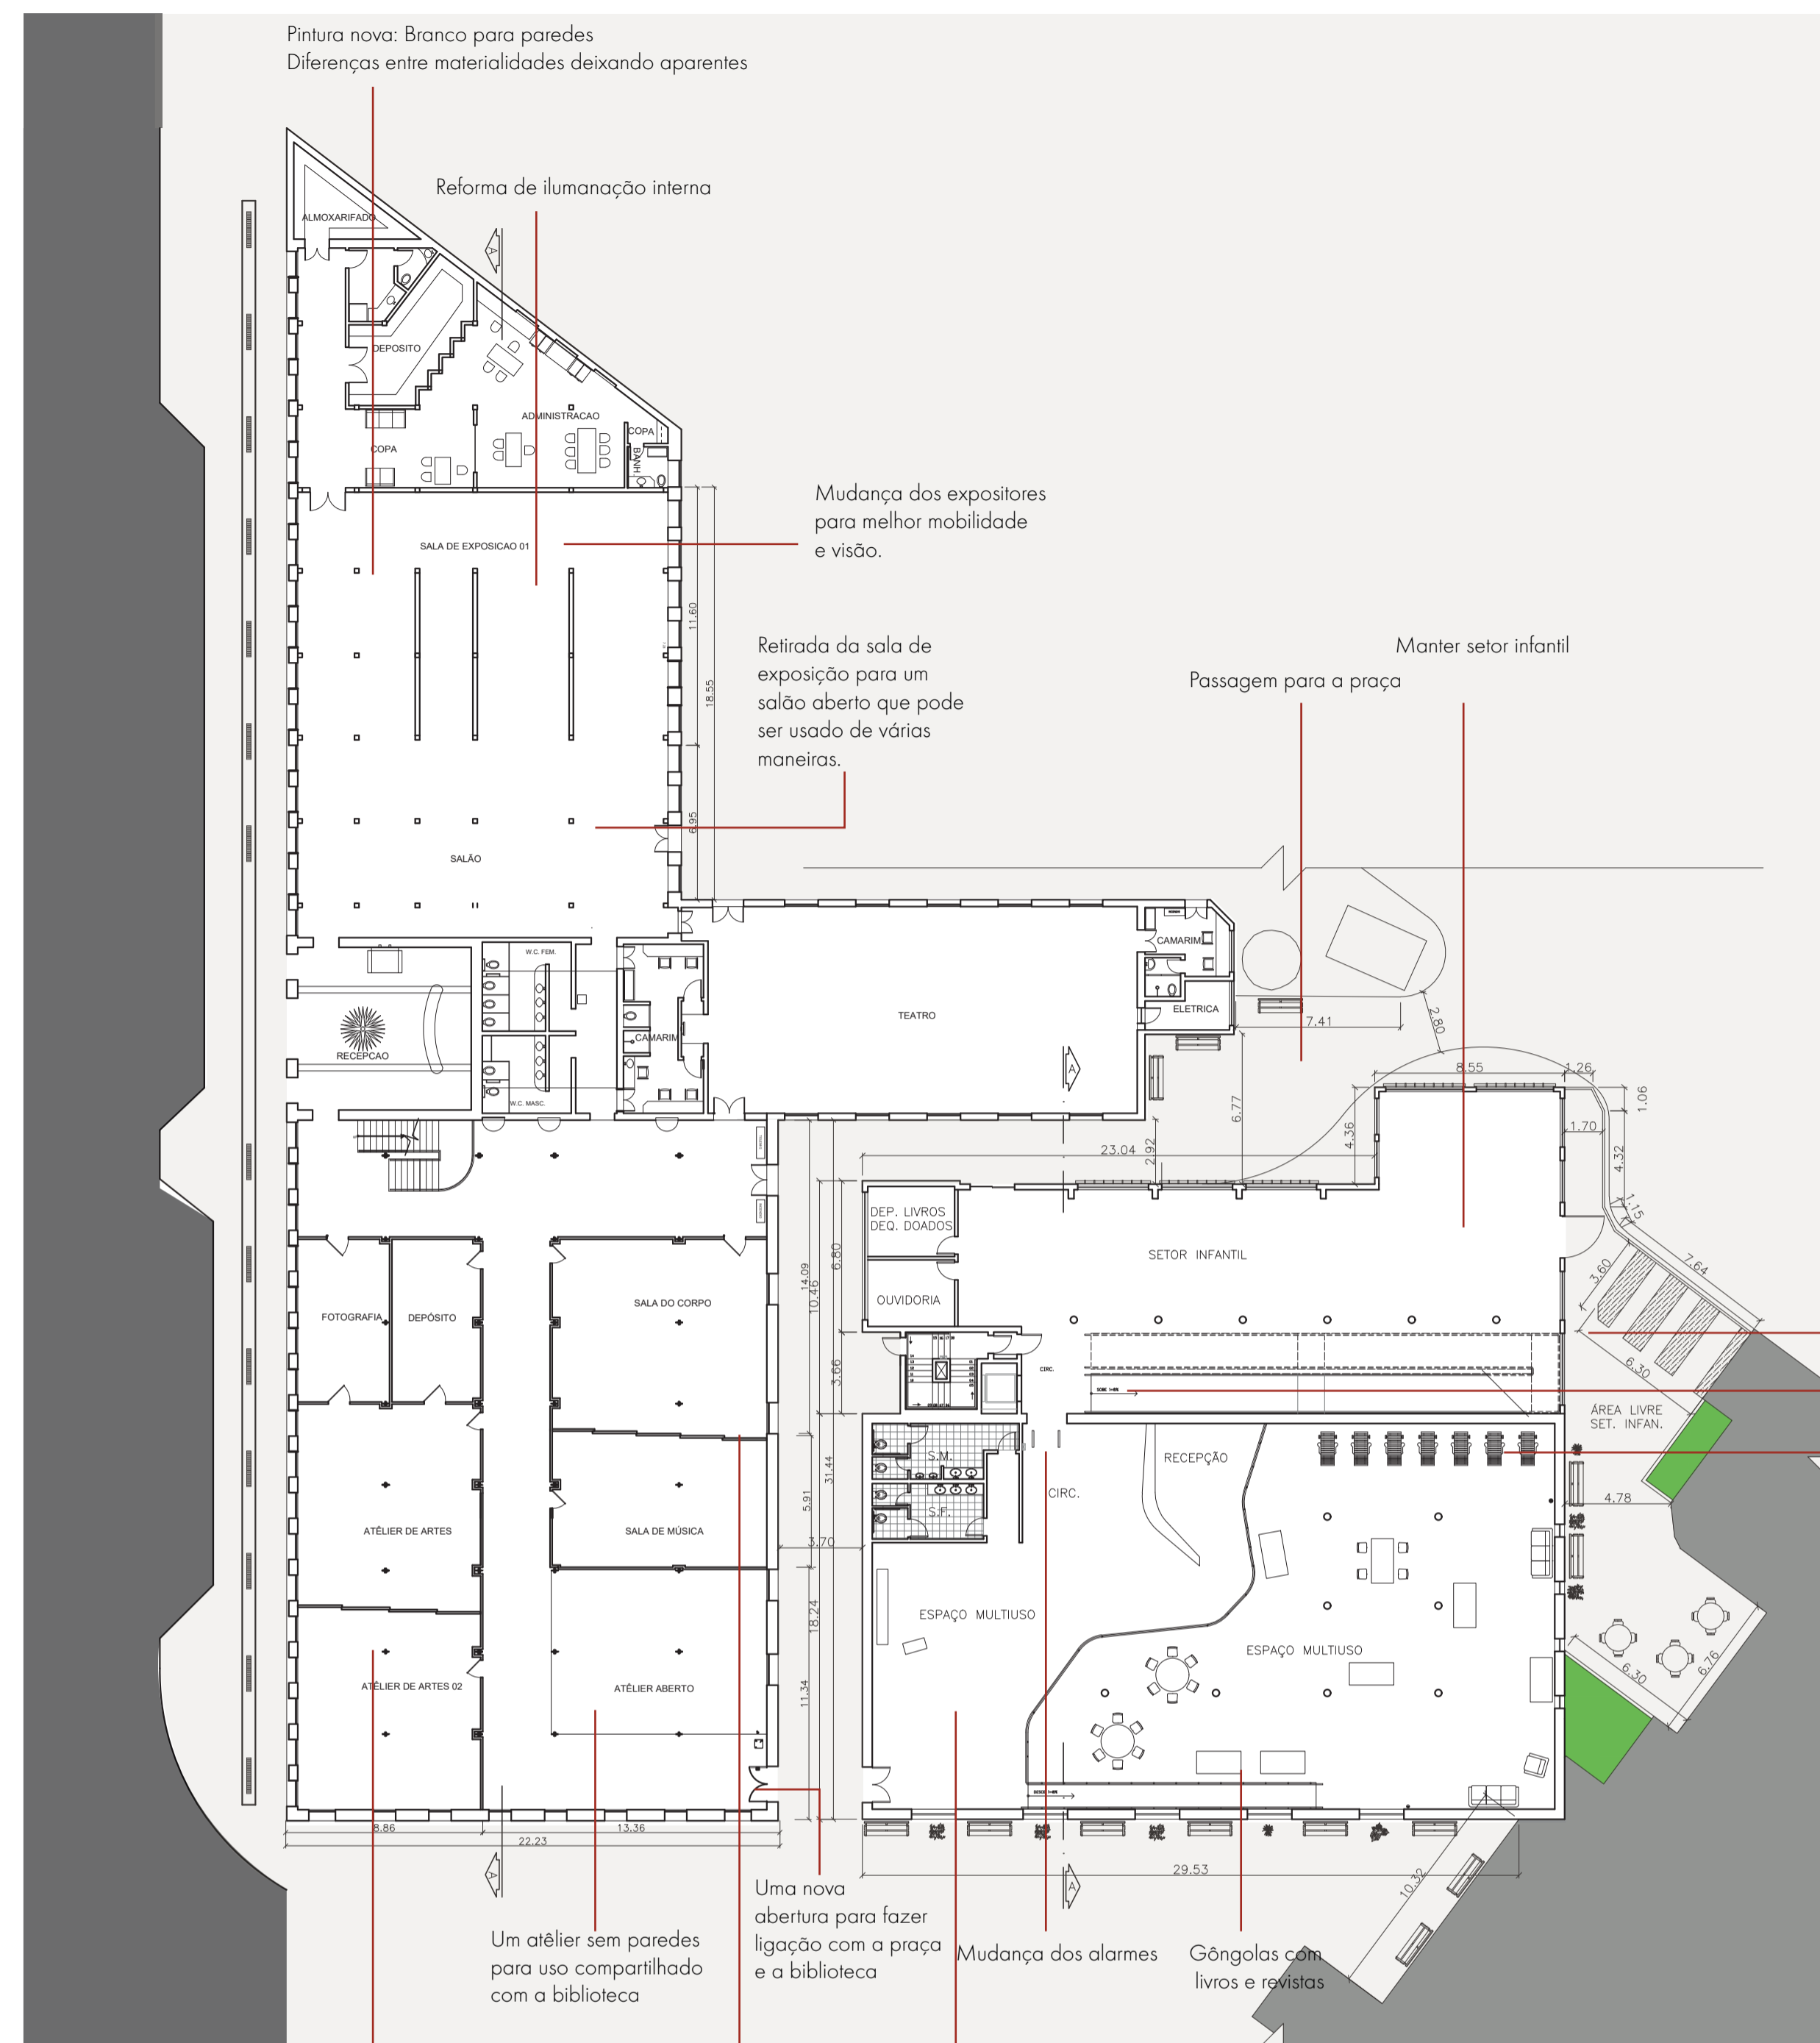 Pintura nova: Branco para paredes
Diferenças entre materialidades deixando aparentes
Reforma de ilumanação interna
ALMOXARIFADO
A
DEPOSITO
ADMINISTRACAO
COPA
COPA
BANH.
Mudança dos expositores
para melhor mobilidade
e visão.
SALA DE EXPOSICAO 01
11.60
18.55
Retirada da sala de
exposição para um
salão aberto que pode
ser usado de várias
maneiras.
Manter setor infantil
Passagem para a praça
6.95
SALÃO
W.C. FEM.
CAMARIM
TEATRO
ELETRICA
7.41
2.80
RECEPCAO
CAMARIM
W.C. MASC.
A
8.55
1.26
1.06
6.77
4.36
1.70
4.32
23.04
2.92
1.15
DEP. LIVROS
DEQ. DOADOS
6.80
SETOR INFANTIL
7.64
3.60
14.09
10.46
OUVIDORIA
SALA DO CORPO
FOTOGRAFIA
DEPÓSITO
3.66
CIRC.
6.30
SOBE I=8%
ÁREA LIVRE
SET. INFAN.
S.M.
RECEPÇÃO
31.44
5.91
CIRC.
4.78
S.F.
ATÊLIER DE ARTES
SALA DE MÚSICA
3.70
18.24
ESPAÇO MULTIUSO
ESPAÇO MULTIUSO
6.30
6.76
ATÊLIER DE ARTES 02
ATÊLIER ABERTO
11.34
8.86
13.36
22.23
29.53
10.32
A
A
Uma nova
abertura para fazer
ligação com a praça
e a biblioteca
Um atêlier sem paredes
para uso compartilhado
com a biblioteca
Mudança dos alarmes
Gôngolas com
livros e revistas